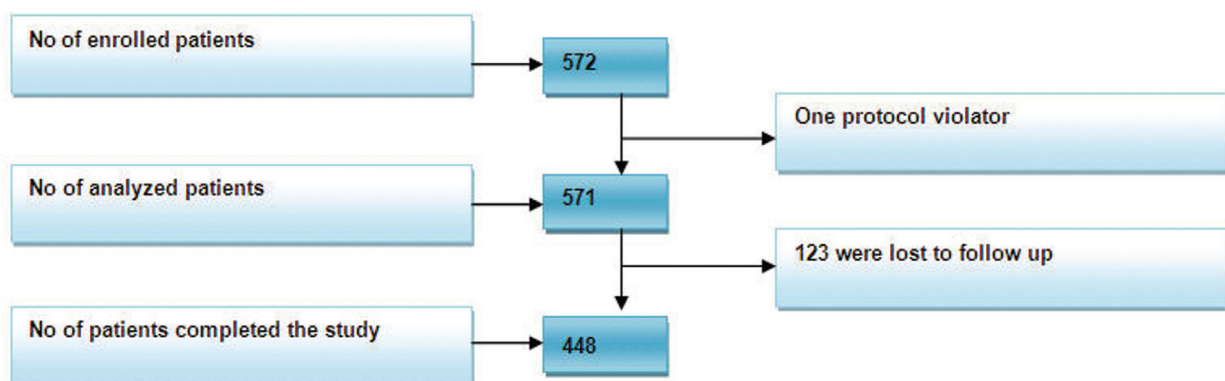 No of enrolled patients
572
One protocol violator
No of analyzed patients
571
123 were lost to follow up
No of patients completed the study
448